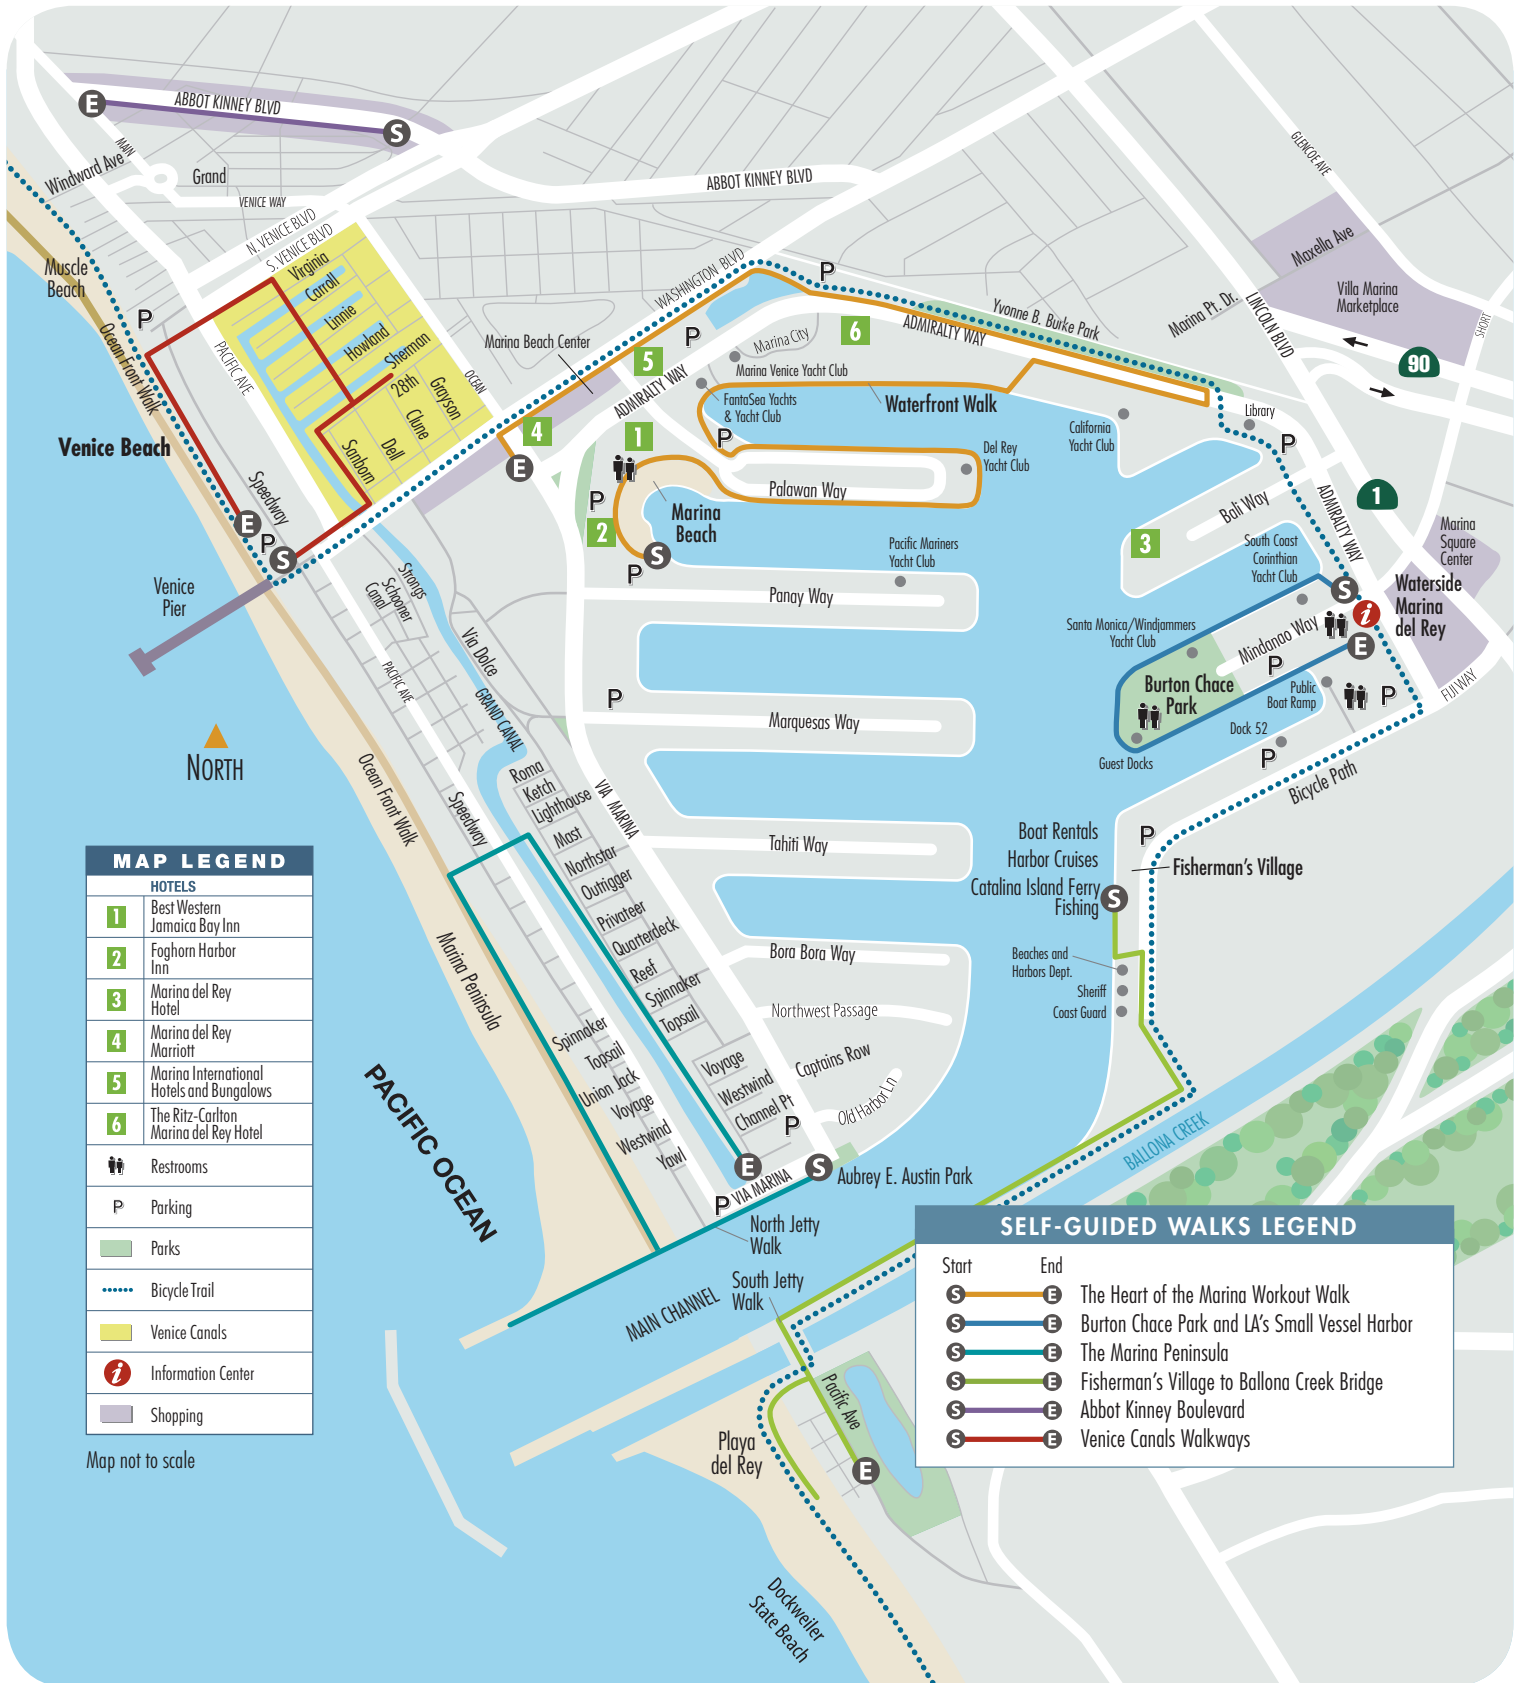 E
ABBOT KINNEY BLVD
S
MAIN
Windward Ave
Grand
VENICE WAY
ABBOT KINNEY BLVD
GLENCOE AVE
N. VENICE BLVD
S. VENICE BLVD
Muscle
Beach
P
Virginia
Carroll
Linnie
Howland
Sherman
28th
Grayson
Clune
Dell
Sanborn
PACIFIC AVE
OCEAN
Ocean Front Walk
Venice Beach
Speedway
E
P
S
Venice
Pier
NORTH
WASHINGTON BLVD
P
P
Marina Beach Center
5
Marina City
6
ADMIRALTY WAY
Yvonne B. Burke Park
Marina Pt. Dr.
LINCOLN BLVD
Maxella Ave
Villa Marina
Marketplace
SHORT
90
ADMIRALTY WAY
Marina Venice Yacht Club
FantaSea Yachts
& Yacht Club
Waterfront Walk
California
Yacht Club
Library
P
4
E
1
P
Del Rey
Yacht Club
Palawan Way
P
2
Marina
Beach
S
P
Pacific Mariners
Yacht Club
Panay Way
3
Bali Way
ADMIRALTY WAY
1
Marina
Square
Center
South Coast
Corinthian
Yacht Club
S
Waterside
Marina
del Rey
i
E
Santa Monica/Windjammers
Yacht Club
Mindanao Way
P
Burton Chace
Park
Public
Boat Ramp
P
FIJI WAY
Dock 52
P
Guest Docks
Bicycle Path
Strongs
Schooner
Canal
Via Dolce
PACIFIC AVE
GRAND CANAL
P
Marquesas Way
Ocean Front Walk
Speedway
Roma
Ketch
Lighthouse
Mast
Northstar
Outrigger
Privateer
Quarterdeck
Reef
Spinnaker
Topsail
Voyage
Westwind
Channel Pt
VIA MARINA
Tahiti Way
Bora Bora Way
Northwest Passage
Captains Row
Old Harbor Ln
P
Marina Peninsula
Spinnaker
Topsail
Union Jack
Voyage
Westwind
Yawl
Boat Rentals
Harbor Cruises
Catalina Island Ferry
Fishing
S
P
Fisherman's Village
Beaches and
Harbors Dept.
Sheriff
Coast Guard
BALLONA CREEK
PACIFIC OCEAN
E
S
VIA MARINA
P
Aubrey E. Austin Park
North Jetty
Walk
South Jetty
Walk
MAIN CHANNEL
Pacific Ave
E
Playa
del Rey
Dockweiler
State Beach
MAP LEGEND
HOTELS
1 Best Western
Jamaica Bay Inn
2 Foghorn Harbor
Inn
3 Marina del Rey
Hotel
4 Marina del Rey
Marriott
5 Marina International
Hotels and Bungalows
6 The Ritz-Carlton
Marina del Rey Hotel
Restrooms
P Parking
Parks
Bicycle Trail
Venice Canals
i Information Center
Shopping
Map not to scale
SELF-GUIDED WALKS LEGEND
Start End
S E The Heart of the Marina Workout Walk
S E Burton Chace Park and LA's Small Vessel Harbor
S E The Marina Peninsula
S E Fisherman's Village to Ballona Creek Bridge
S E Abbot Kinney Boulevard
S E Venice Canals Walkways